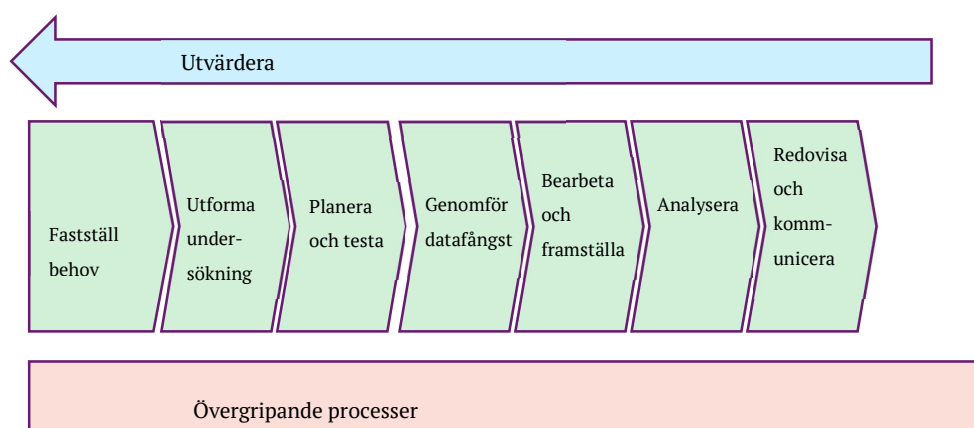 Utvärdera
Fastställ
behov
Utforma
under-
sökning
Planera
och testa
Genomför
datafångst
Bearbeta
och
framställa
Analysera
Redovisa
och
komm-
unicera
Övergripande processer